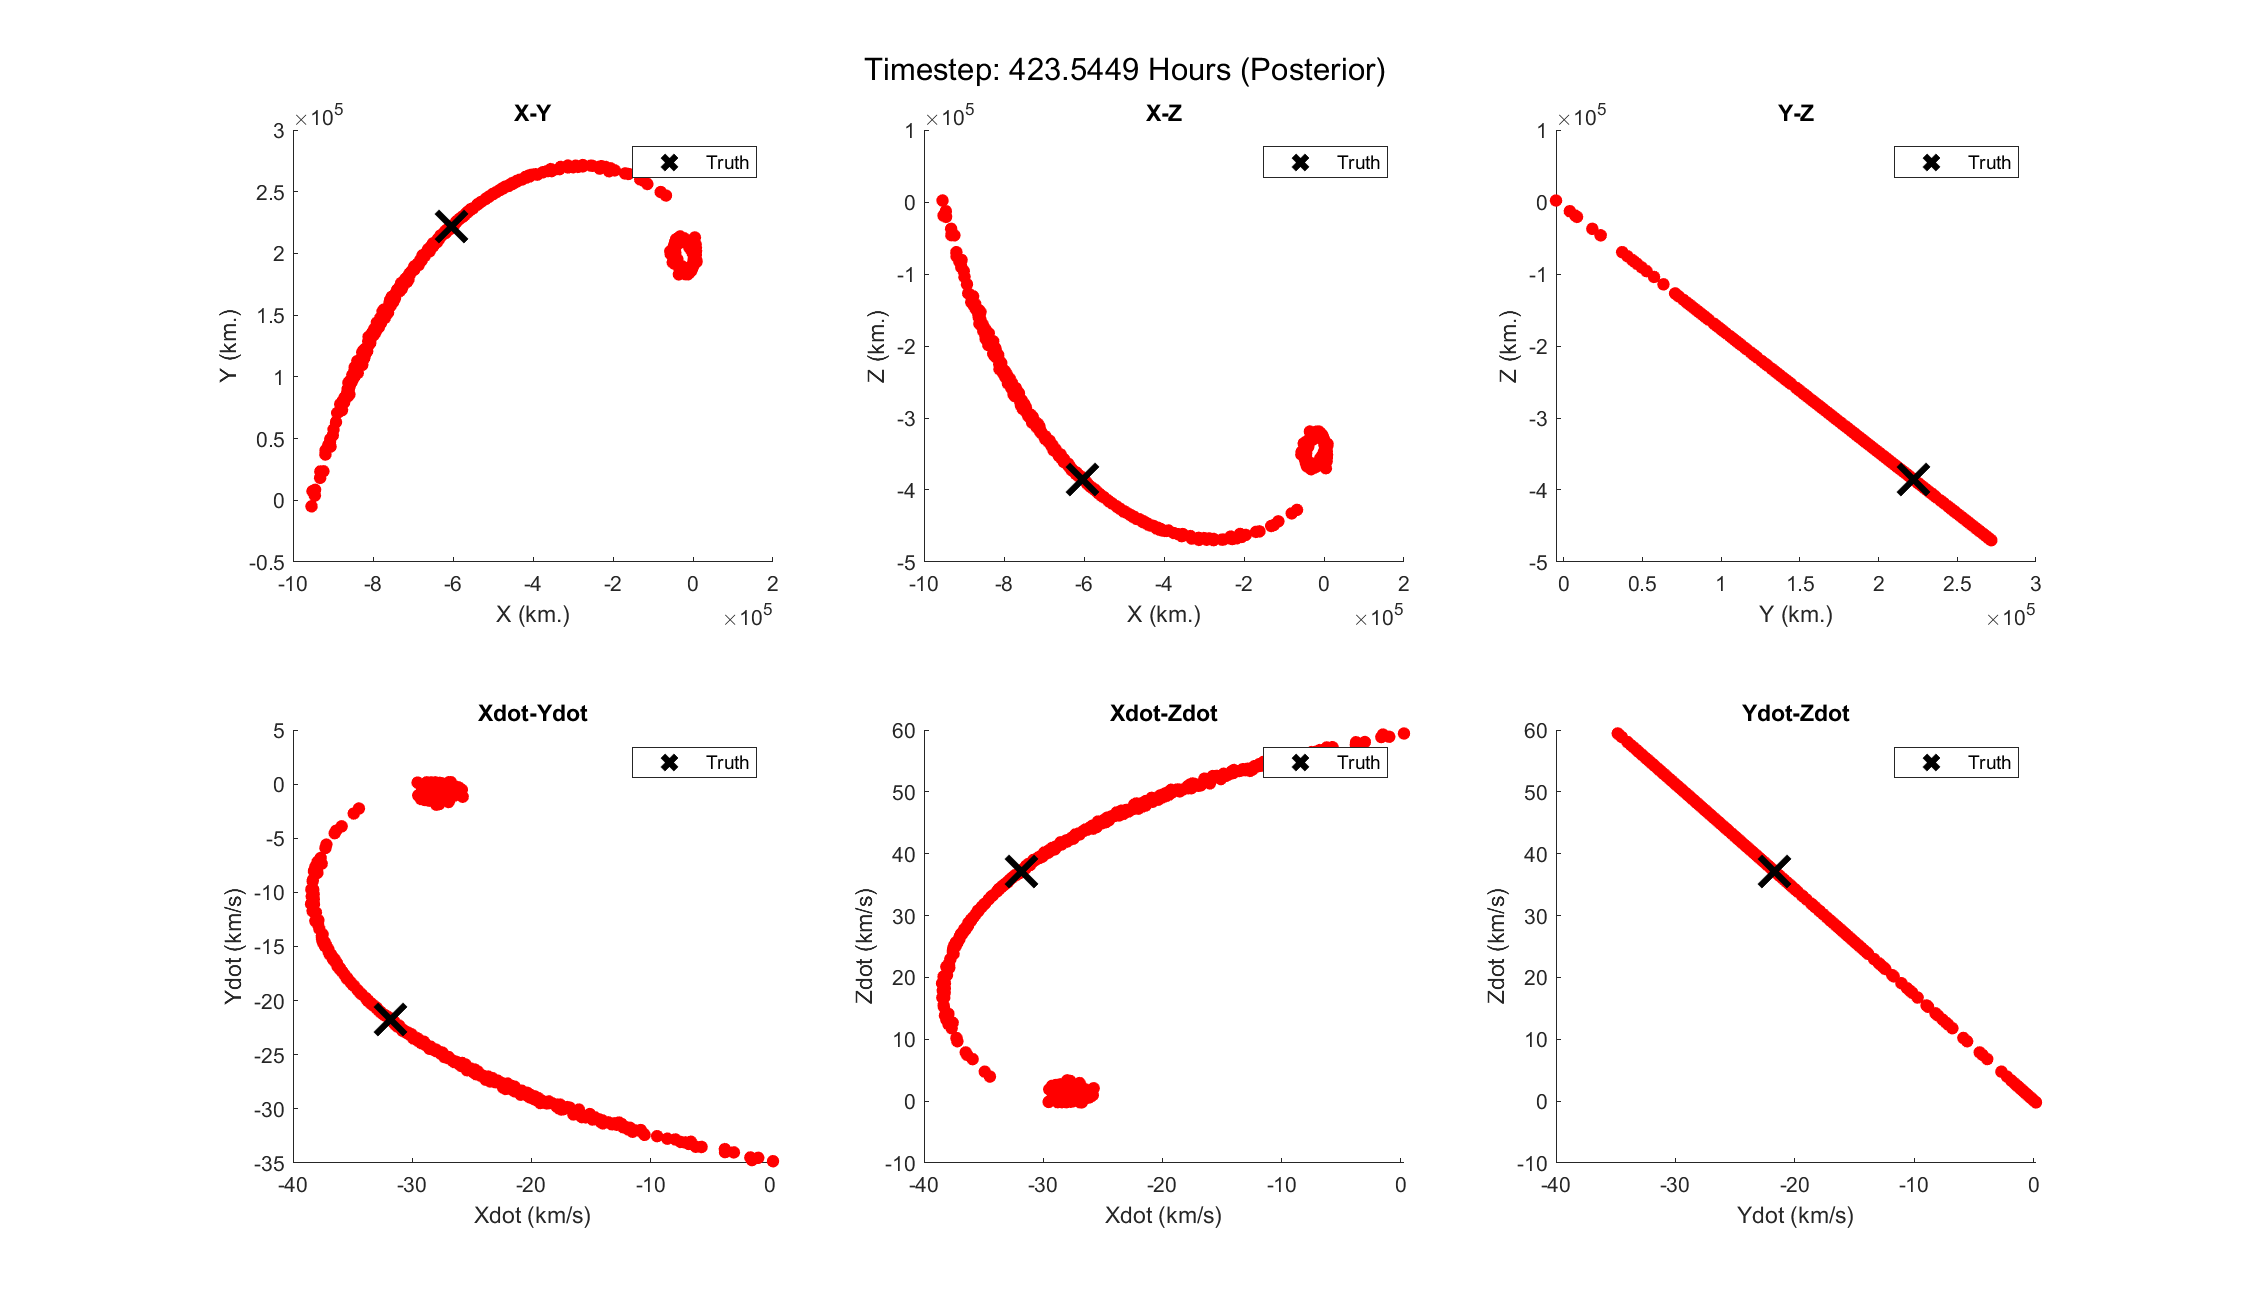 Timestep: 423.5449 Hours (Posterior)
X-Y
×10^5
3
2.5
2
1.5
1
0.5
0
-0.5
Y (km.)
-10 -8 -6 -4 -2 0 2
X (km.)
×10^5
Truth
X-Z
×10^5
1
0
-1
-2
-3
-4
-5
Z (km.)
-10 -8 -6 -4 -2 0 2
X (km.)
×10^5
Truth
Y-Z
×10^5
1
0
-1
-2
-3
-4
-5
Z (km.)
0 0.5 1 1.5 2 2.5 3
Y (km.)
×10^5
Truth
Xdot-Ydot
5
0
-5
-10
-15
-20
-25
-30
-35
Ydot (km/s)
-40 -30 -20 -10 0
Xdot (km/s)
Truth
Xdot-Zdot
60
50
40
30
20
10
0
-10
Zdot (km/s)
-40 -30 -20 -10 0
Xdot (km/s)
Truth
Ydot-Zdot
60
50
40
30
20
10
0
-10
Zdot (km/s)
-40 -30 -20 -10 0
Ydot (km/s)
Truth